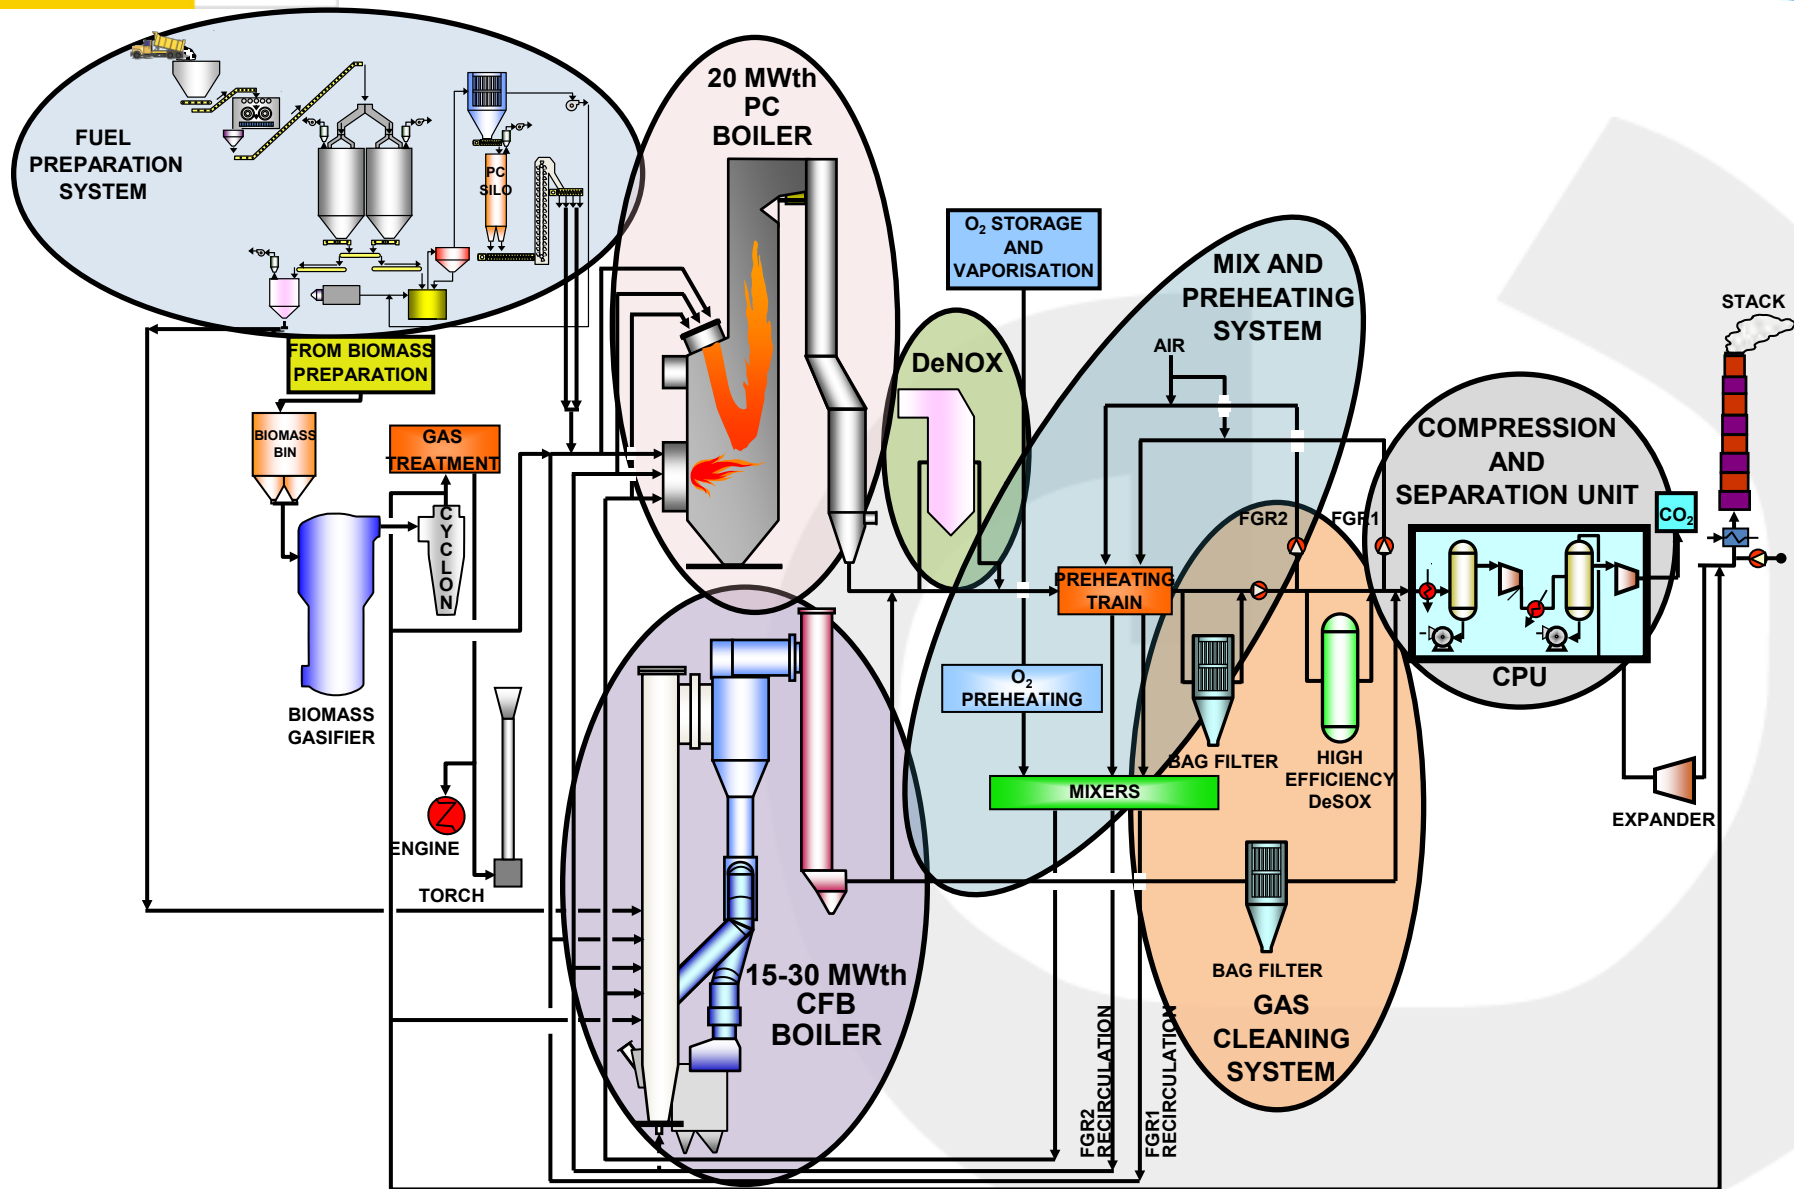 FUEL
PREPARATION
SYSTEM
PC
SILO
20 MWth
PC
BOILER
FROM BIOMASS
PREPARATION
BIOMASS
BIN
GAS
TREATMENT
CYCLON
BIOMASS
GASIFIER
ENGINE
TORCH
15-30 MWth
CFB
BOILER
DeNOX
O₂ STORAGE
AND
VAPORISATION
MIX AND
PREHEATING
SYSTEM
AIR
FGR2
FGR1
PREHEATING
TRAIN
O₂
PREHEATING
MIXERS
BAG FILTER
HIGH
EFFICIENCY
DeSOX
BAG FILTER
GAS
CLEANING
SYSTEM
FGR2
RECIRCULATION
FGR1
RECIRCULATION
COMPRESSION
AND
SEPARATION UNIT
CO₂
CPU
STACK
EXPANDER